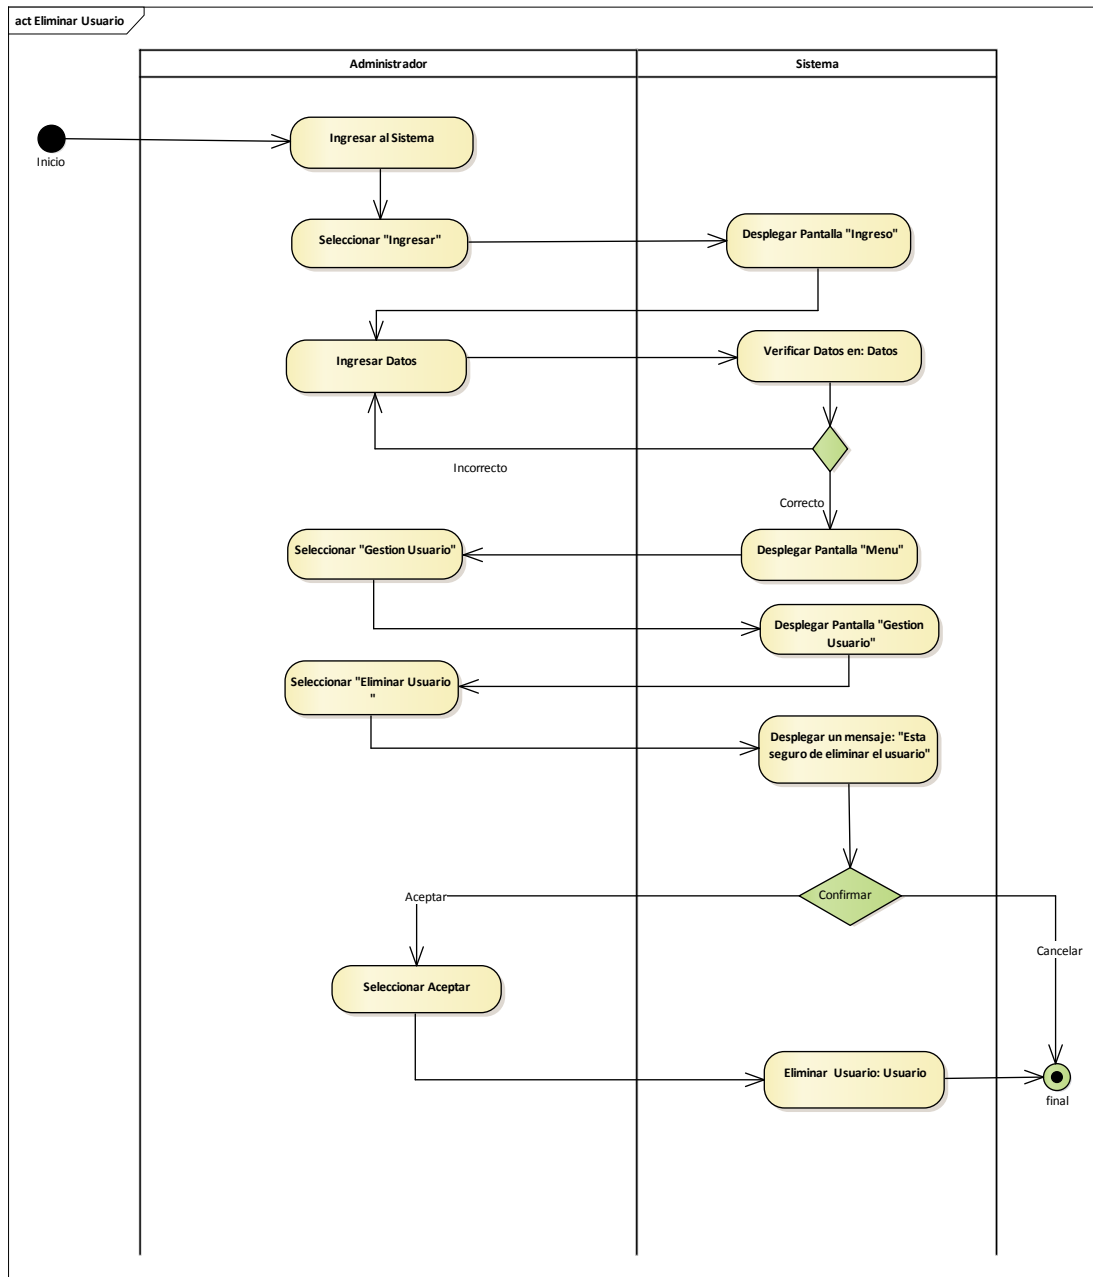 act Eliminar Usuario
Administrador
Sistema
Inicio
Ingresar al Sistema
Seleccionar "Ingresar"
Desplegar Pantalla "Ingreso"
Ingresar Datos
Verificar Datos en: Datos
Incorrecto
Correcto
Seleccionar "Gestion Usuario"
Desplegar Pantalla "Menu"
Desplegar Pantalla "Gestion
Usuario"
Seleccionar "Eliminar Usuario
"
Desplegar un mensaje: "Esta
seguro de eliminar el usuario"
Confirmar
Aceptar
Cancelar
Seleccionar Aceptar
Eliminar  Usuario: Usuario
final